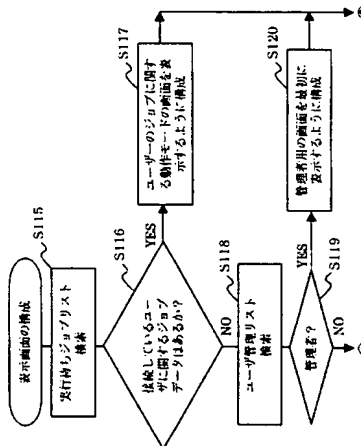 表示画面の構成
S115
実行待ちジョブリスト
検索
S116
接続しているユー
ザに関するジョブ
データはあるか?
YES
S117
ユーザーのジョブに関す
る動作モードの画面を表
示するように構成
NO
S118
ユーザ管理リスト
検索
S119
管理者?
YES
S120
管理者用の画面を最初に
表示するように構成